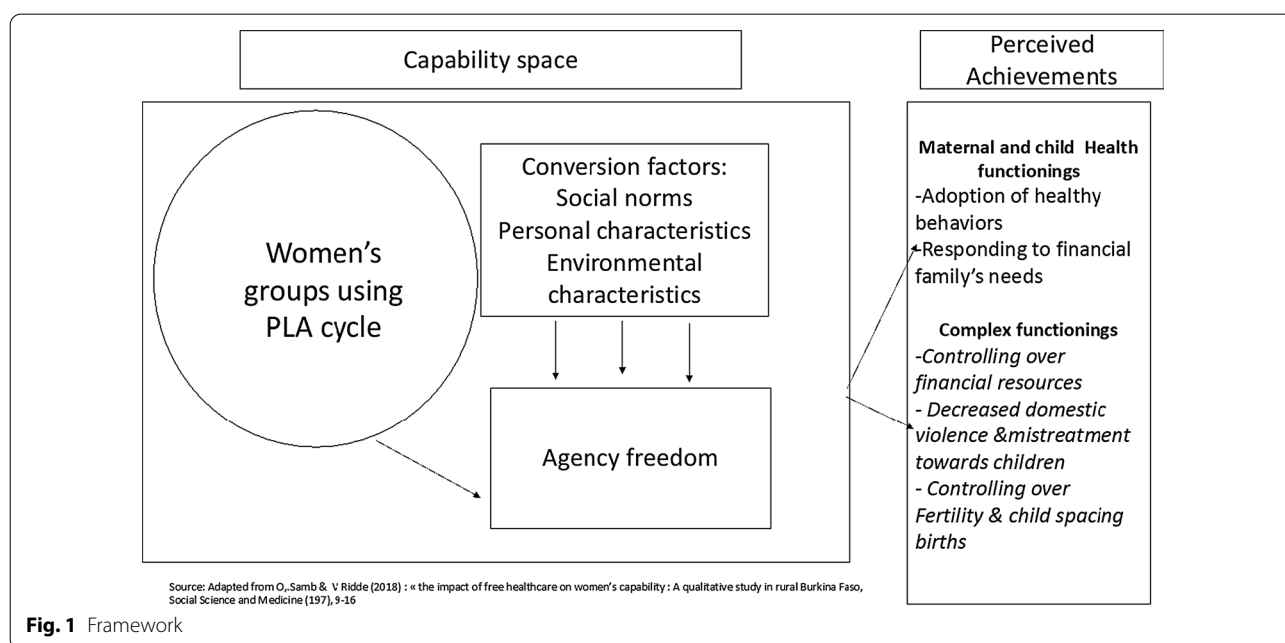 Capability space
Perceived
Achievements
Women's
groups using
PLA cycle
Conversion factors:
Social norms
Personal characteristics
Environmental
characteristics
Agency freedom
Maternal and child Health
functionings
-Adoption of healthy
behaviors
-Responding to financial
family's needs
Complex functionings
-Controlling over
financial resources
- Decreased domestic
violence &mistreatment
towards children
- Controlling over
Fertility & child spacing
births
Source: Adapted from O,.Samb & V Ridde (2018) : « the impact of free healthcare on women's capability : A qualitative study in rural Burkina Faso,
Social Science and Medicine (197), 9-16
Fig. 1 Framework